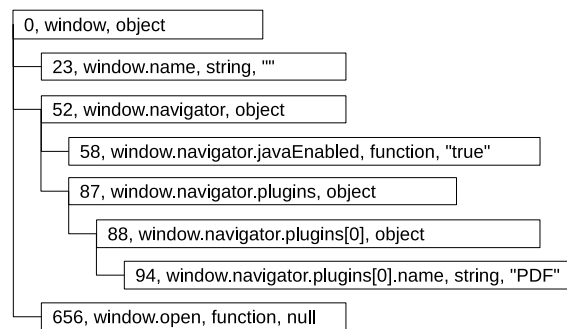 0, window, object
23, window.name, string, ""
52, window.navigator, object
58, window.navigator.javaEnabled, function, "true"
87, window.navigator.plugins, object
88, window.navigator.plugins[0], object
94, window.navigator.plugins[0].name, string, "PDF"
656, window.open, function, null